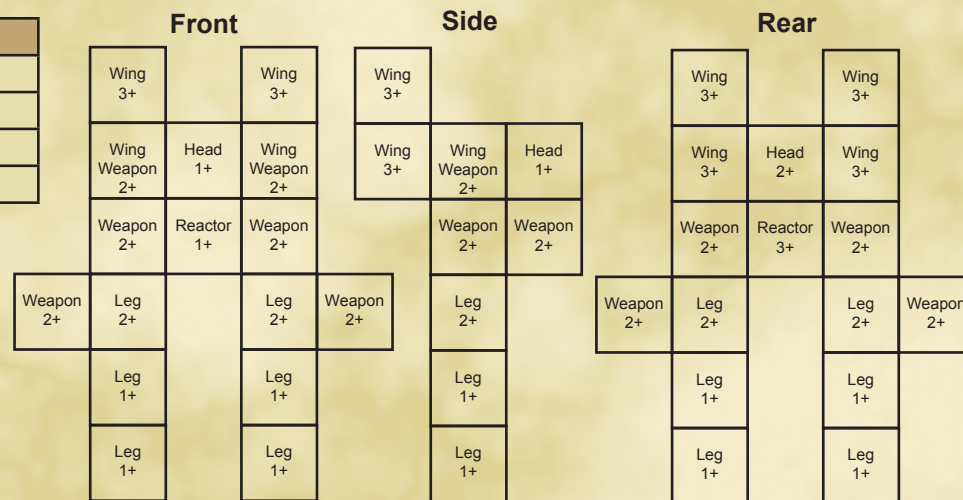 Front
Wing
3+
Wing
3+
Wing
Weapon
2+
Head
1+
Wing
Weapon
2+
Weapon
2+
Reactor
1+
Weapon
2+
Weapon
2+
Leg
2+
Leg
2+
Weapon
2+
Leg
1+
Leg
1+
Leg
1+
Leg
1+
Side
Wing
3+
Wing
3+
Wing
Weapon
2+
Head
1+
Weapon
2+
Weapon
2+
Leg
2+
Leg
1+
Leg
1+
Rear
Wing
3+
Wing
3+
Wing
3+
Head
2+
Wing
3+
Weapon
2+
Reactor
3+
Weapon
2+
Weapon
2+
Leg
2+
Leg
2+
Weapon
2+
Leg
1+
Leg
1+
Leg
1+
Leg
1+